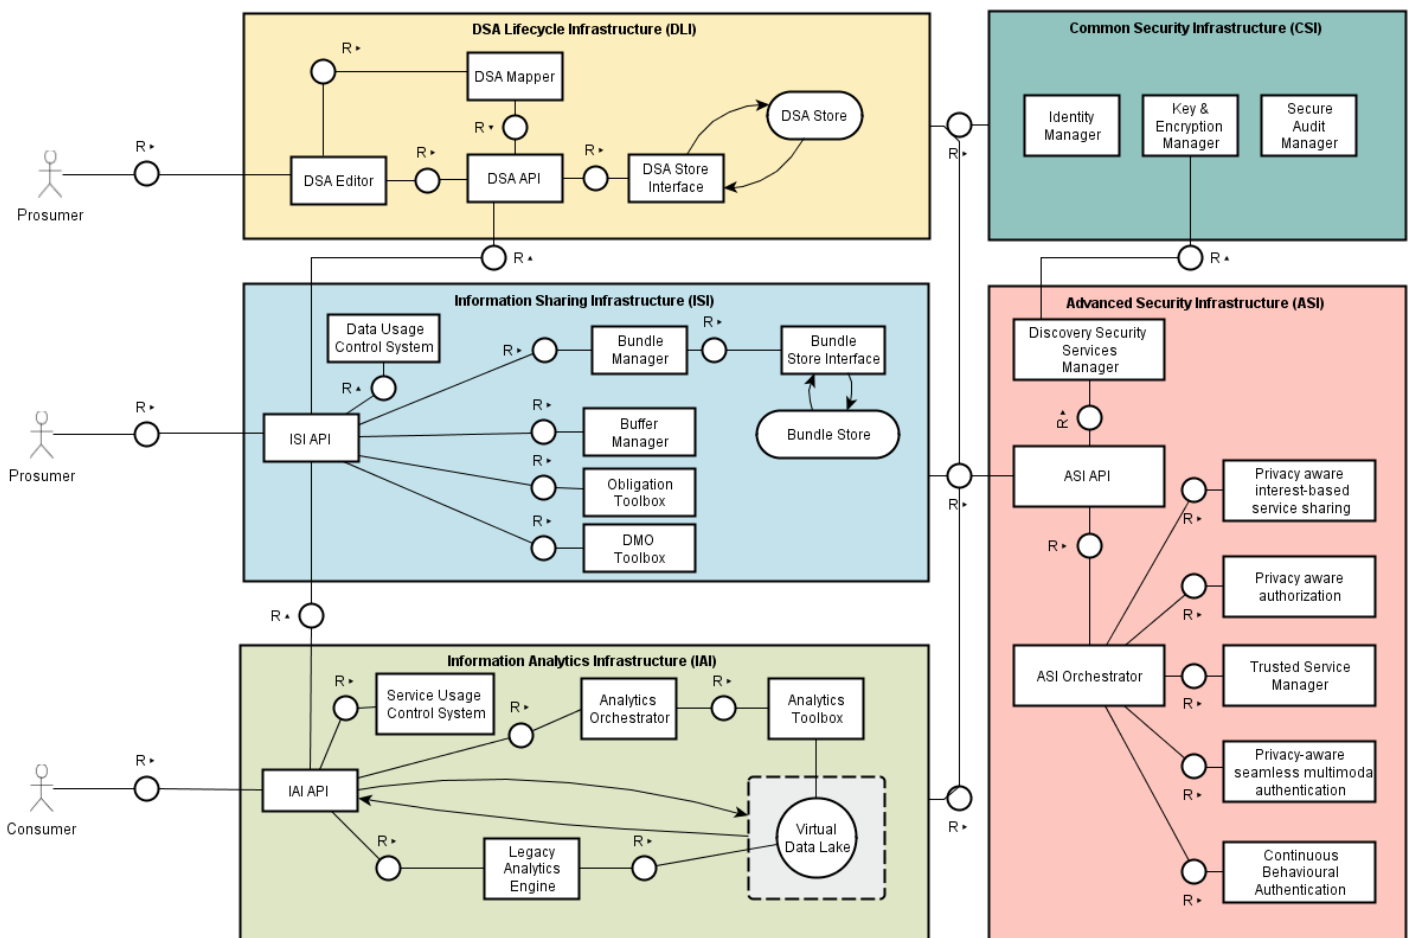 DSA Lifecycle Infrastructure (DLI)
R ▸
DSA Mapper
R ▾
DSA Store
R ▸
Prosumer
DSA Editor
R ▸
DSA API
R ▸
DSA Store
Interface
R ▴
Common Security Infrastructure (CSI)
Identity
Manager
Key &
Encryption
Manager
Secure
Audit
Manager
R ▸
R ▴
Information Sharing Infrastructure (ISI)
Data Usage
Control System
R ▴
R ▸
Bundle
Manager
R ▸
Bundle
Store Interface
Bundle Store
R ▸
Prosumer
ISI API
R ▸
Buffer
Manager
R ▸
Obligation
Toolbox
R ▸
DMO
Toolbox
R ▸
R ▴
Advanced Security Infrastructure (ASI)
Discovery Security
Services
Manager
R ▸
ASI API
R ▸
ASI Orchestrator
R ▸
Privacy aware
interest-based
service sharing
R ▸
Privacy aware
authorization
R ▸
Trusted Service
Manager
R ▸
Privacy-aware
seamless multimoda
authentication
R ▸
Continuous
Behavioural
Authentication
Information Analytics Infrastructure (IAI)
R ▸
Service Usage
Control System
R ▸
Analytics
Orchestrator
R ▸
Analytics
Toolbox
R ▸
Consumer
IAI API
Virtual
Data Lake
R ▸
Legacy
Analytics
Engine
R ▸
R ▸